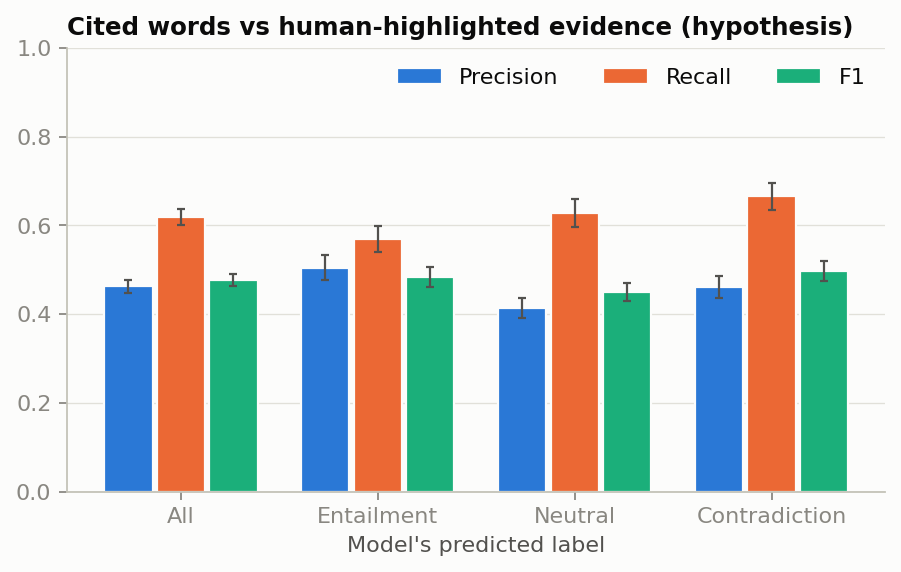 Cited words vs human-highlighted evidence (hypothesis)
1.0
Precision Recall F1
0.8
0.6
0.4
0.2
0.0
All Entailment Neutral Contradiction
Model's predicted label